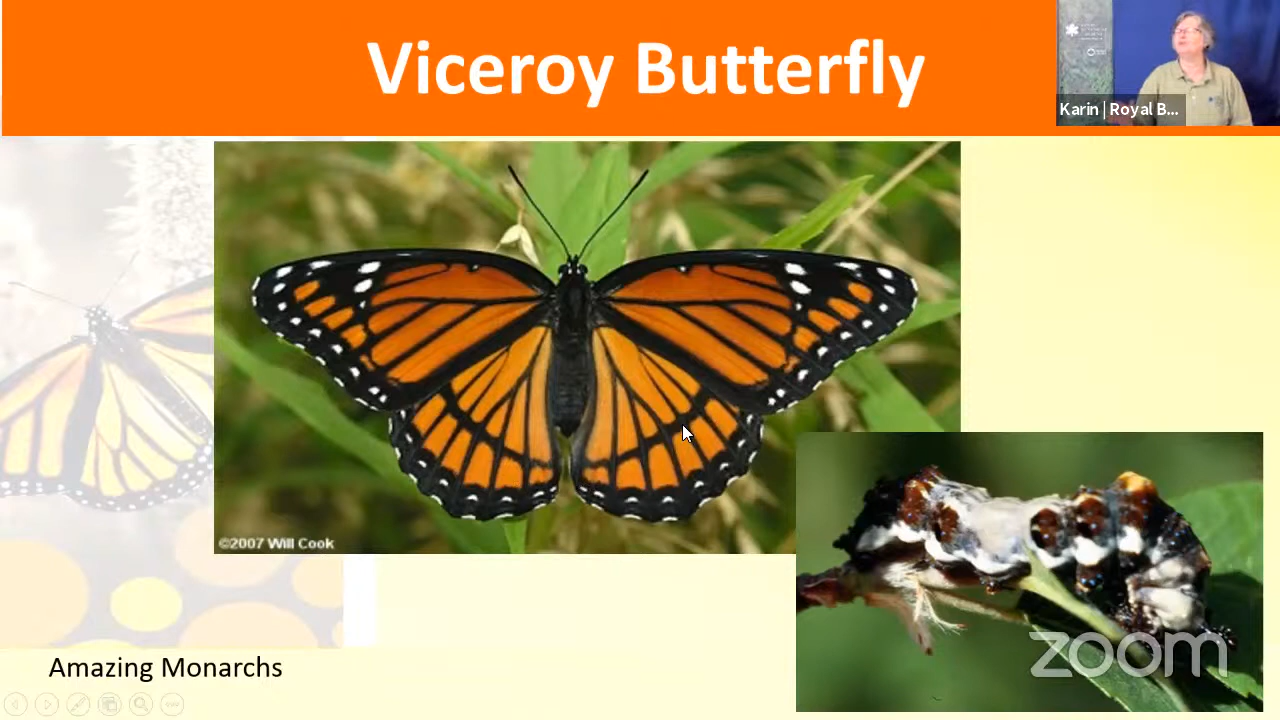 Viceroy Butterfly
Karin | Royal B...
©2007 Will Cook
zoom
Amazing Monarchs